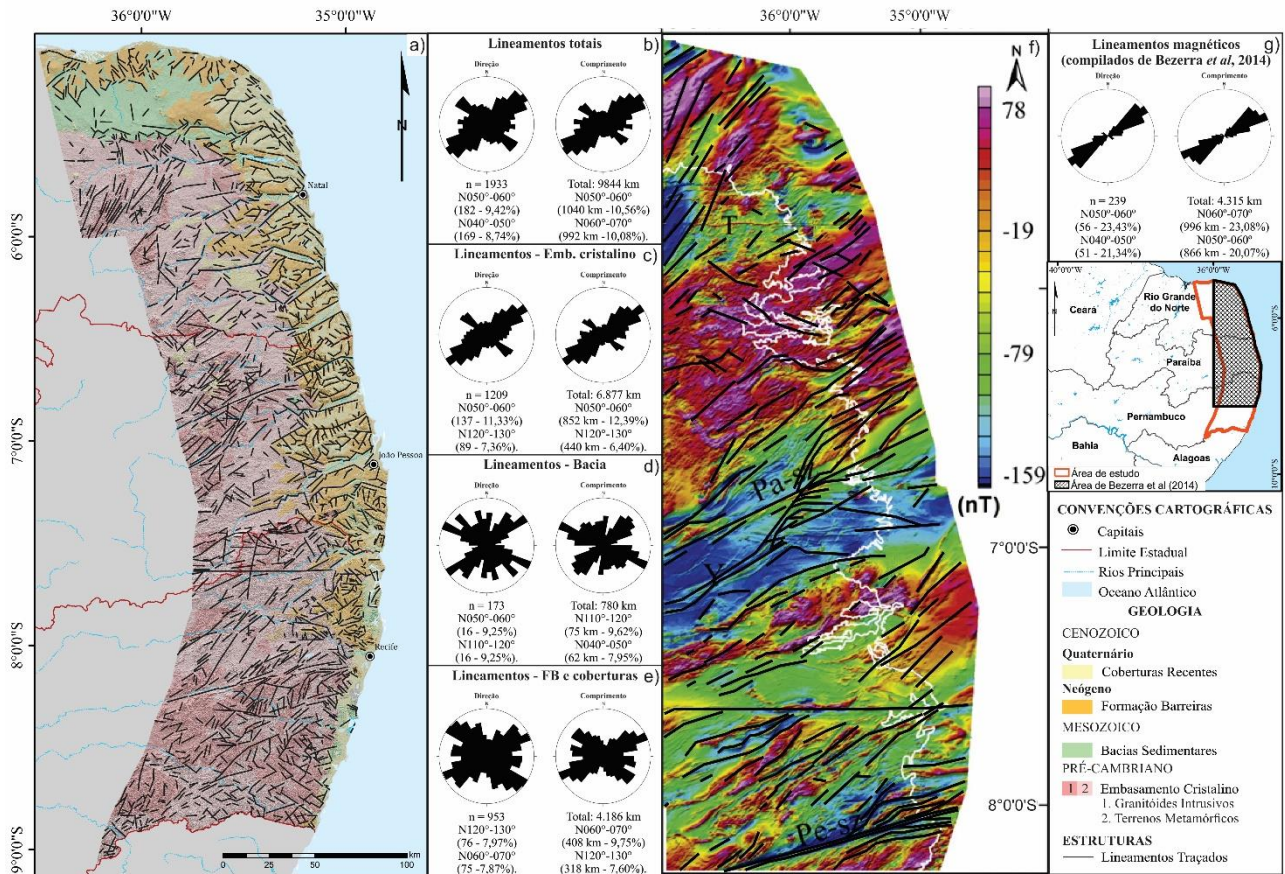 36°0'0"W
35°0'0"W
a)
N
Natal
João Pessoa
Recife
6°0'0"S
7°0'0"S
8°0'0"S
9°0'0"S
0
25
50
100
km
b)
Lineamentos totais
Direção
Comprimento
N
N
n = 1933
N050°-060°
(182 - 9,42%)
N040°-050°
(169 - 8,74%)
Total: 9844 km
N050°-060°
(1040 km -10,56%)
N060°-070°
(992 km -10,08%).
c)
Lineamentos - Emb. cristalino
Direção
Comprimento
N
N
n = 1209
N050°-060°
(137 - 11,33%)
N120°-130°
(89 - 7,36%).
Total: 6.877 km
N050°-060°
(852 km - 12,39%)
N120°-130°
(440 km - 6,40%).
d)
Lineamentos - Bacia
Direção
Comprimento
N
N
n = 173
N050°-060°
(16 - 9,25%)
N110°-120°
(16 - 9,25%).
Total: 780 km
N110°-120°
(75 km - 9,62%)
N040°-050°
(62 km - 7,95%)
e)
Lineamentos - FB e coberturas
Direção
Comprimento
N
N
n = 953
N120°-130°
(76 - 7,97%)
N060°-070°
(75 -7,87%).
Total: 4.186 km
N060°-070°
(408 km - 9,75%)
N120°-130°
(318 km - 7,60%).
36°0'0"W
35°0'0"W
f)
N
78
-19
-79
-159
(nT)
T
Pa-sz
Pe-sz
7°0'0"S
8°0'0"S
g)
Lineamentos magnéticos
(compilados de Bezerra et al, 2014)
Direção
Comprimento
N
N
n = 239
N050°-060°
(56 - 23,43%)
N040°-050°
(51 - 21,34%)
Total: 4.315 km
N060°-070°
(996 km - 23,08%)
N050°-060°
(866 km - 20,07%)
40°0'0"W
36°0'0"W
N
Ceará
Rio Grande
do Norte
Paraíba
Pernambuco
Bahia
Alagoas
6°0'0"S
10°0'0"S
Área de estudo
Área de Bezerra et al (2014)
CONVENÇÕES CARTOGRÁFICAS
Capitais
Limite Estadual
Rios Principais
Oceano Atlântico
GEOLOGIA
CENOZOICO
Quaternário
Coberturas Recentes
Neógeno
Formação Barreiras
MESOZOICO
Bacias Sedimentares
PRÉ-CAMBRIANO
1 2 Embasamento Cristalino
1. Granitóides Intrusivos
2. Terrenos Metamórficos
ESTRUTURAS
Lineamentos Traçados